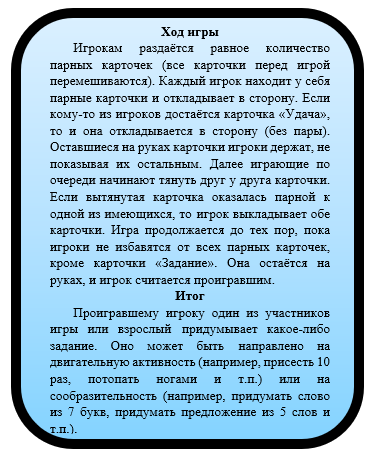 Ход игры
Игрокам раздаётся равное количество
парных карточек (все карточки перед игрой
перемешиваются). Каждый игрок находит у себя
парные карточки и откладывает в сторону. Если
кому-то из игроков достаётся карточка «Удача»,
то и она откладывается в сторону (без пары).
Оставшиеся на руках карточки игроки держат, не
показывая их остальным. Далее играющие по
очереди начинают тянуть друг у друга карточки.
Если вытянутая карточка оказалась парной к
одной из имеющихся, то игрок выкладывает обе
карточки. Игра продолжается до тех пор, пока
игроки не избавятся от всех парных карточек,
кроме карточки «Задание». Она остаётся на
руках, и игрок считается проигравшим.
Итог
Проигравшему игроку один из участников
игры или взрослый придумывает какое-либо
задание. Оно может быть направлено на
двигательную активность (например, присесть 10
раз, потопать ногами и т.п.) или на
сообразительность (например, придумать слово
из 7 букв, придумать предложение из 5 слов и
т.п.).